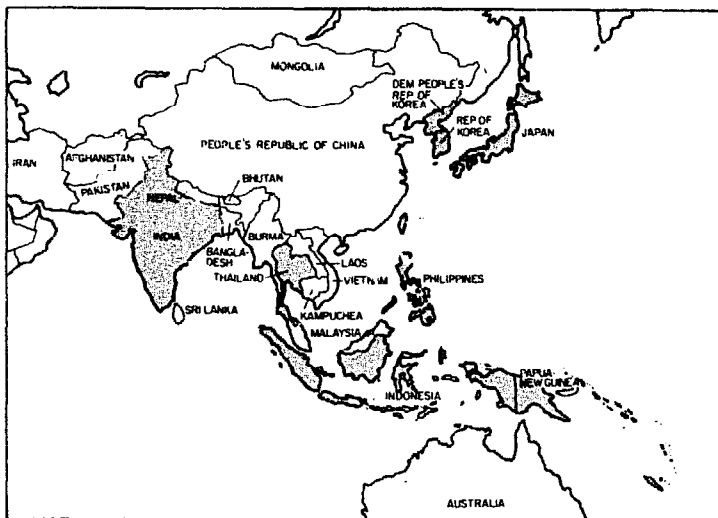 MONGOLIA
DEM PEOPLE'S
REP OF
KOREA
REP OF
KOREA
JAPAN
PEOPLE'S REPUBLIC OF CHINA
IRAN
AFGHANISTAN
PAKISTAN
NEPAL
BHUTAN
INDIA
BURMA
BANGLA-
DESH
LAOS
THAILAND
VIETNAM
PHILIPPINES
SRI LANKA
KAMPUCHEA
MALAYSIA
PAPUA
NEW GUINEA
INDONESIA
AUSTRALIA